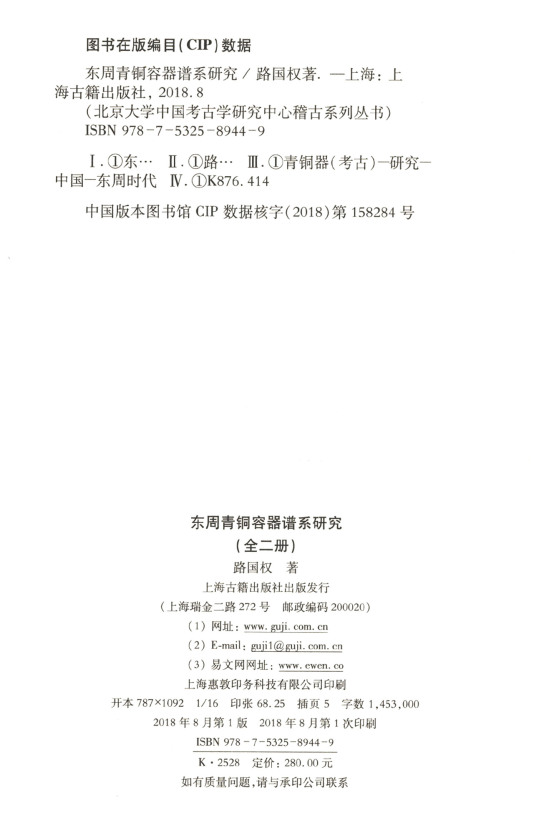 图书在版编目(CIP)数据
东周青铜容器谱系研究／路国权著．—上海：上
海古籍出版社，2018.8
(北京大学中国考古学研究中心稽古系列丛书)
ISBN 978-7-5325-8944-9
Ⅰ.①东… Ⅱ.①路… Ⅲ.①青铜器(考古)—研究—
中国—东周时代 Ⅳ.①K876.414
中国版本图书馆 CIP 数据核字(2018)第 158284 号
东周青铜容器谱系研究
(全二册)
路国权 著
上海古籍出版社出版发行
(上海瑞金二路 272 号 邮政编码 200020)
(1) 网址：www.guji.com.cn
(2) E-mail：guji1@guji.com.cn
(3) 易文网网址：www.ewen.co
上海惠敦印务科技有限公司印刷
开本 787×1092 1/16 印张 68.25 插页 5 字数 1,453,000
2018 年 8 月第 1 版 2018 年 8 月第 1 次印刷
ISBN 978-7-5325-8944-9
K·2528 定价：280.00 元
如有质量问题,请与承印公司联系